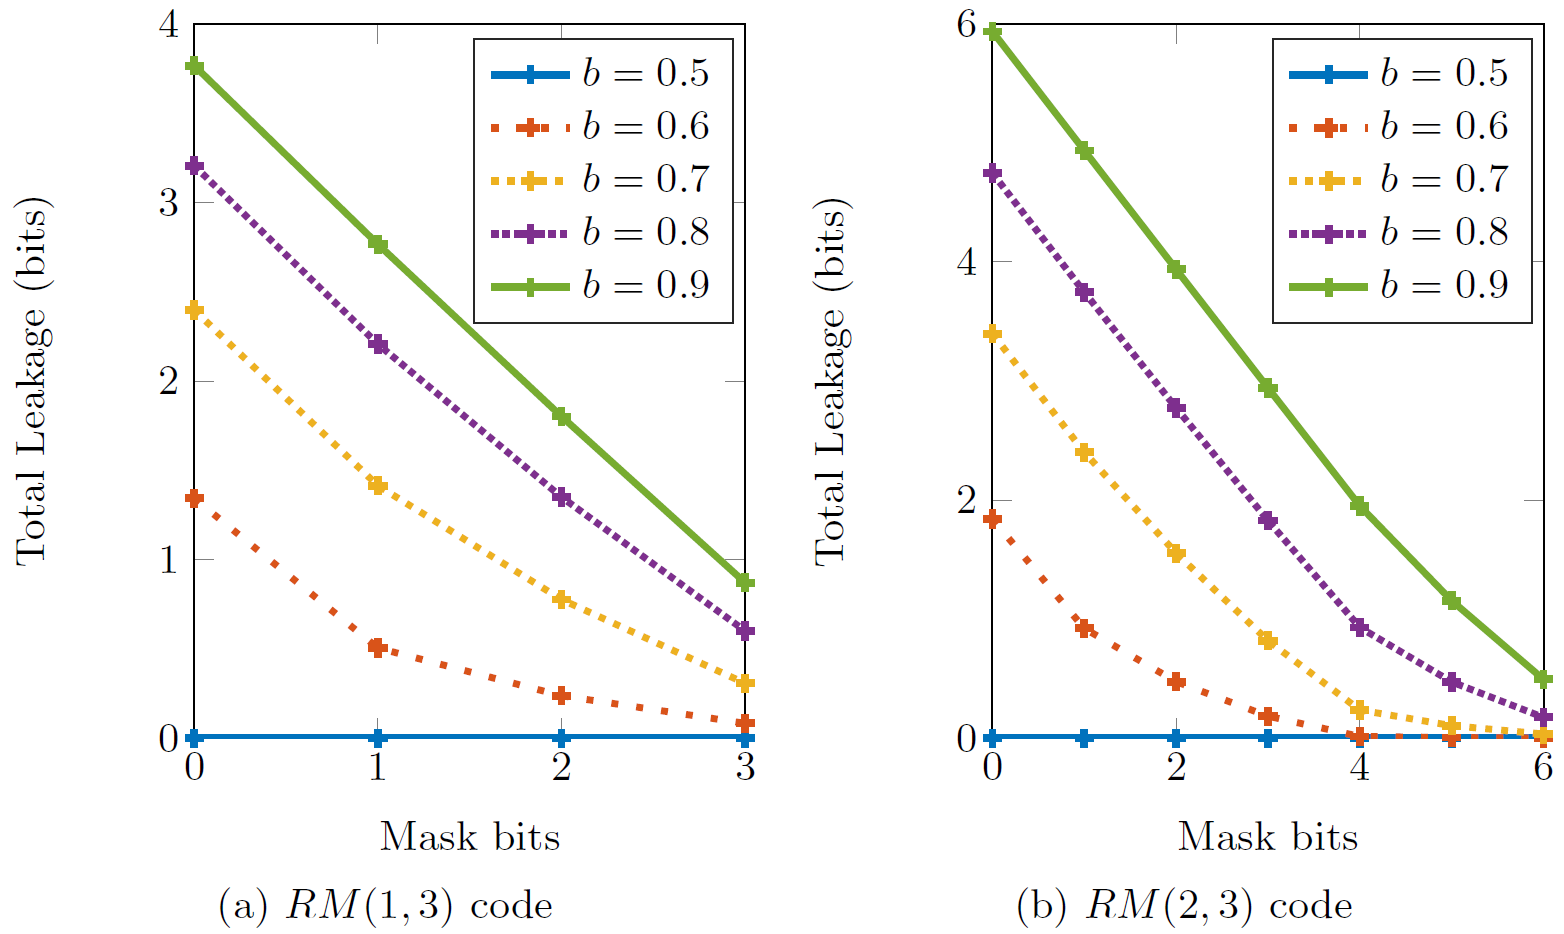 Total Leakage (bits)
4
3
2
1
0
0 1 2 3
b = 0.5
b = 0.6
b = 0.7
b = 0.8
b = 0.9
Mask bits
(a) RM(1, 3) code
Total Leakage (bits)
6
4
2
0
0 2 4 6
b = 0.5
b = 0.6
b = 0.7
b = 0.8
b = 0.9
Mask bits
(b) RM(2, 3) code